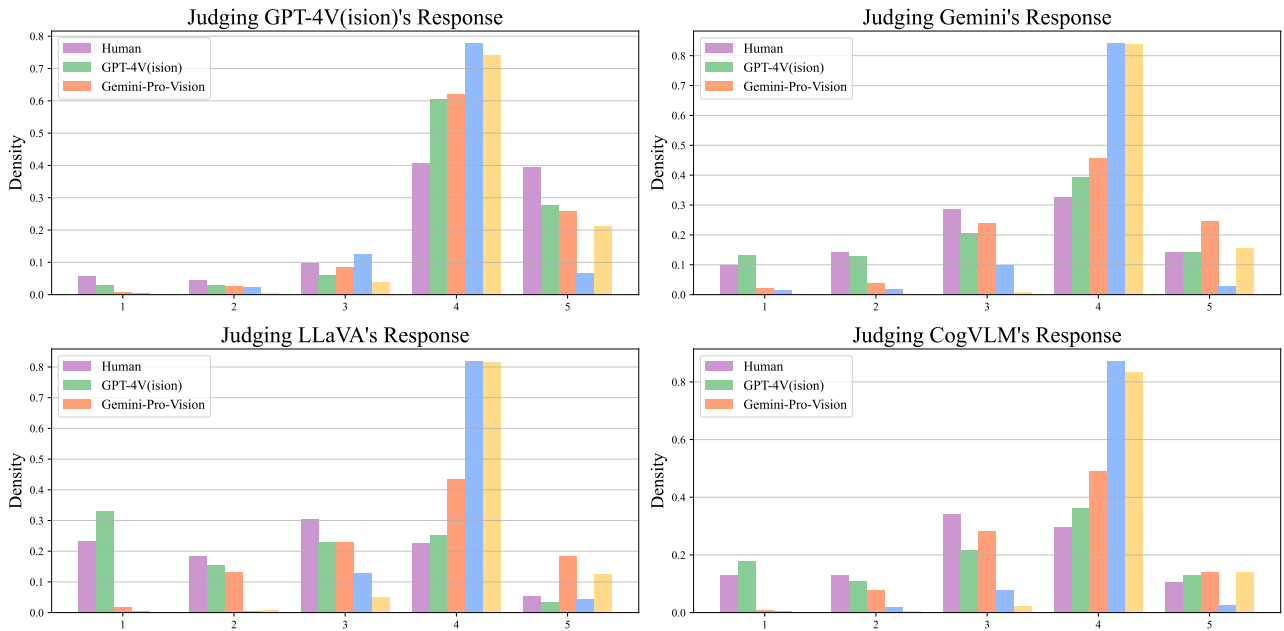 Judging GPT-4V(ision)'s Response
Density
0.8
0.7
0.6
0.5
0.4
0.3
0.2
0.1
0.0
Human
GPT-4V(ision)
Gemini-Pro-Vision
1 2 3 4 5
Judging Gemini's Response
Density
0.8
0.7
0.6
0.5
0.4
0.3
0.2
0.1
0.0
Human
GPT-4V(ision)
Gemini-Pro-Vision
1 2 3 4 5
Judging LLaVA's Response
Density
0.8
0.7
0.6
0.5
0.4
0.3
0.2
0.1
0.0
Human
GPT-4V(ision)
Gemini-Pro-Vision
1 2 3 4 5
Judging CogVLM's Response
Density
0.8
0.6
0.4
0.2
0.0
Human
GPT-4V(ision)
Gemini-Pro-Vision
1 2 3 4 5